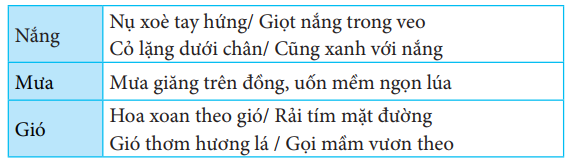 Nắng
Nụ xoè tay hứng/ Giọt nắng trong veo
Cỏ lặng dưới chân/ Cũng xanh với nắng
Mưa
Mưa giăng trên đồng, uốn mềm ngọn lúa
Gió
Hoa xoan theo gió/ Rải tím mặt đường
Gió thơm hương lá / Gọi mầm vươn theo